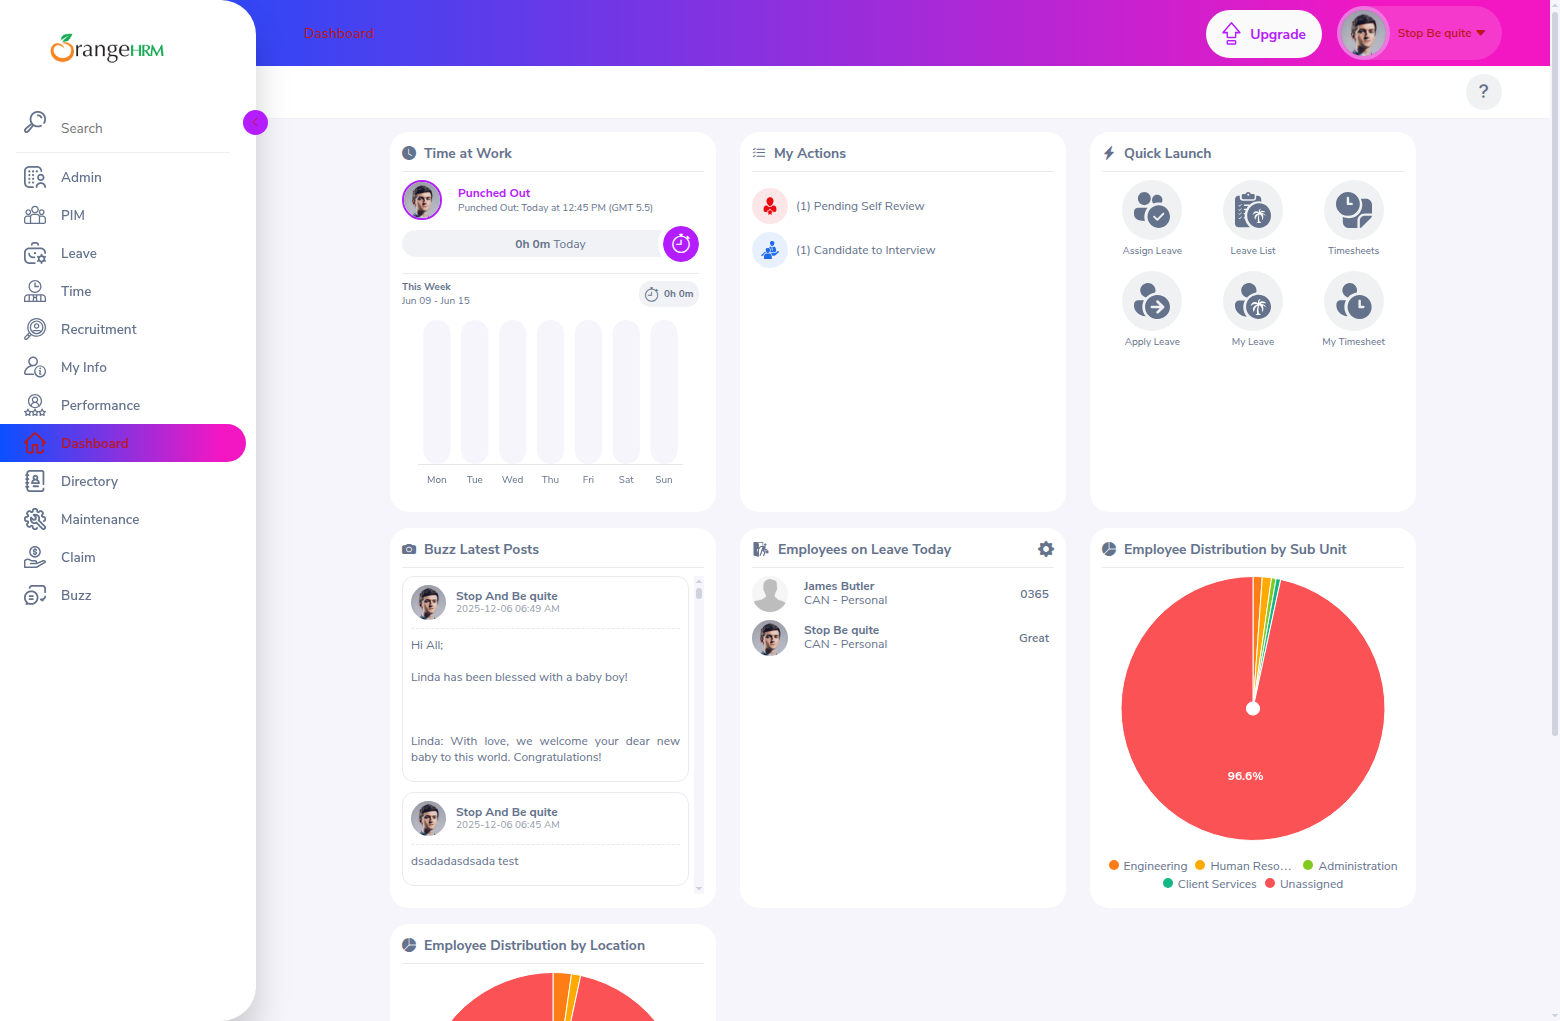 OrangeHRM
Search
Admin
PIM
Leave
Time
Recruitment
My Info
Performance
Dashboard
Directory
Maintenance
Claim
Buzz
Dashboard
Upgrade
Stop Be quite
?
Time at Work
Punched Out
Punched Out: Today at 12:45 PM (GMT 5.5)
0h 0m Today
This Week
Jun 09 - Jun 15
0h 0m
Mon Tue Wed Thu Fri Sat Sun
My Actions
(1) Pending Self Review
(1) Candidate to Interview
Quick Launch
Assign Leave
Leave List
Timesheets
Apply Leave
My Leave
My Timesheet
Buzz Latest Posts
Stop And Be quite
2025-12-06 06:49 AM
Hi All;
Linda has been blessed with a baby boy!
Linda: With love, we welcome your dear new
baby to this world. Congratulations!
Stop And Be quite
2025-12-06 06:45 AM
dsadadasdsada test
Employees on Leave Today
James Butler
CAN - Personal
0365
Stop Be quite
CAN - Personal
Great
Employee Distribution by Sub Unit
96.6%
Engineering Human Reso... Administration
Client Services Unassigned
Employee Distribution by Location